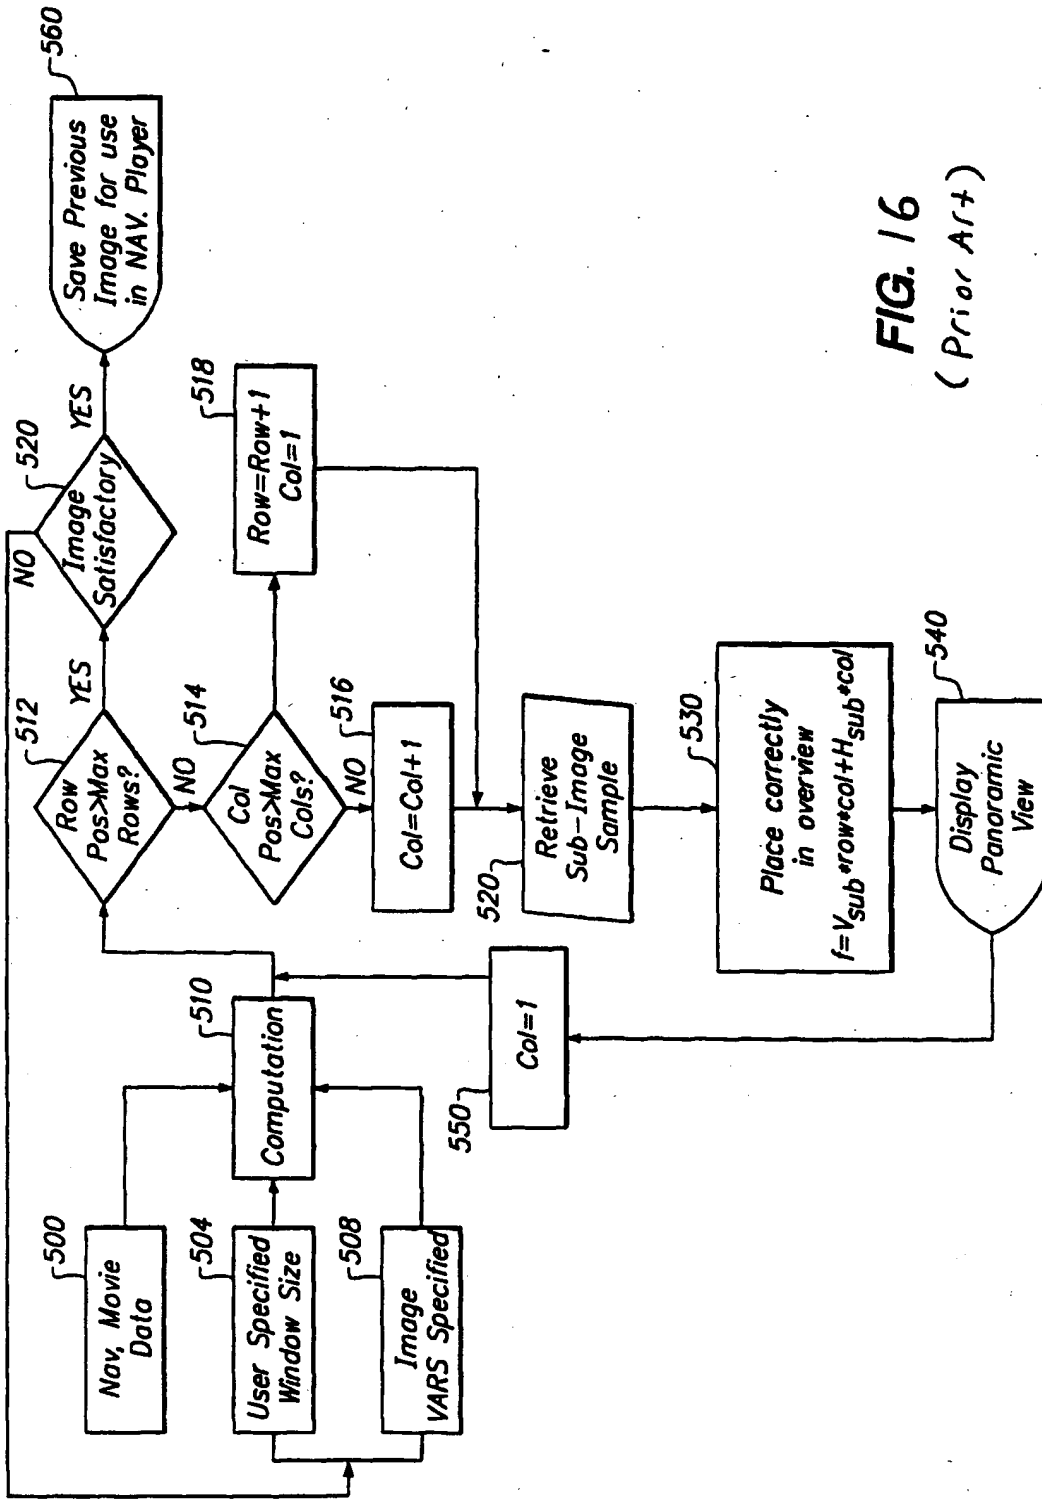 500
Nav, Movie
Data
504
User Specified
Window Size
508
Image
VARS Specified
510
Computation
550
Col=1
512
Row
Pos>Max
Rows?
YES
NO
514
Col
Pos>Max
Cols?
NO
516
Col=Col+1
518
Row=Row+1
Col=1
520
Image
Satisfactory
NO
YES
560
Save Previous
Image for use
in NAV. Player
520
Retrieve
Sub-Image
Sample
530
Place correctly
in overview
f=Vsub*row*col+Hsub*col
540
Display
Panoramic
View
FIG. 16
(Prior Art)